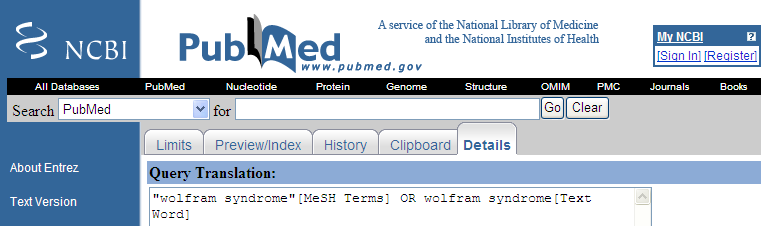 NCBI
PubMed
www.pubmed.gov
A service of the National Library of Medicine
and the National Institutes of Health
My NCBI ?
[Sign In] [Register]
All Databases PubMed Nucleotide Protein Genome Structure OMIM PMC Journals Books
Search PubMed for Go Clear
Limits Preview/Index History Clipboard Details
About Entrez
Text Version
Query Translation:
"wolfram syndrome"[MeSH Terms] OR wolfram syndrome[Text
Word]